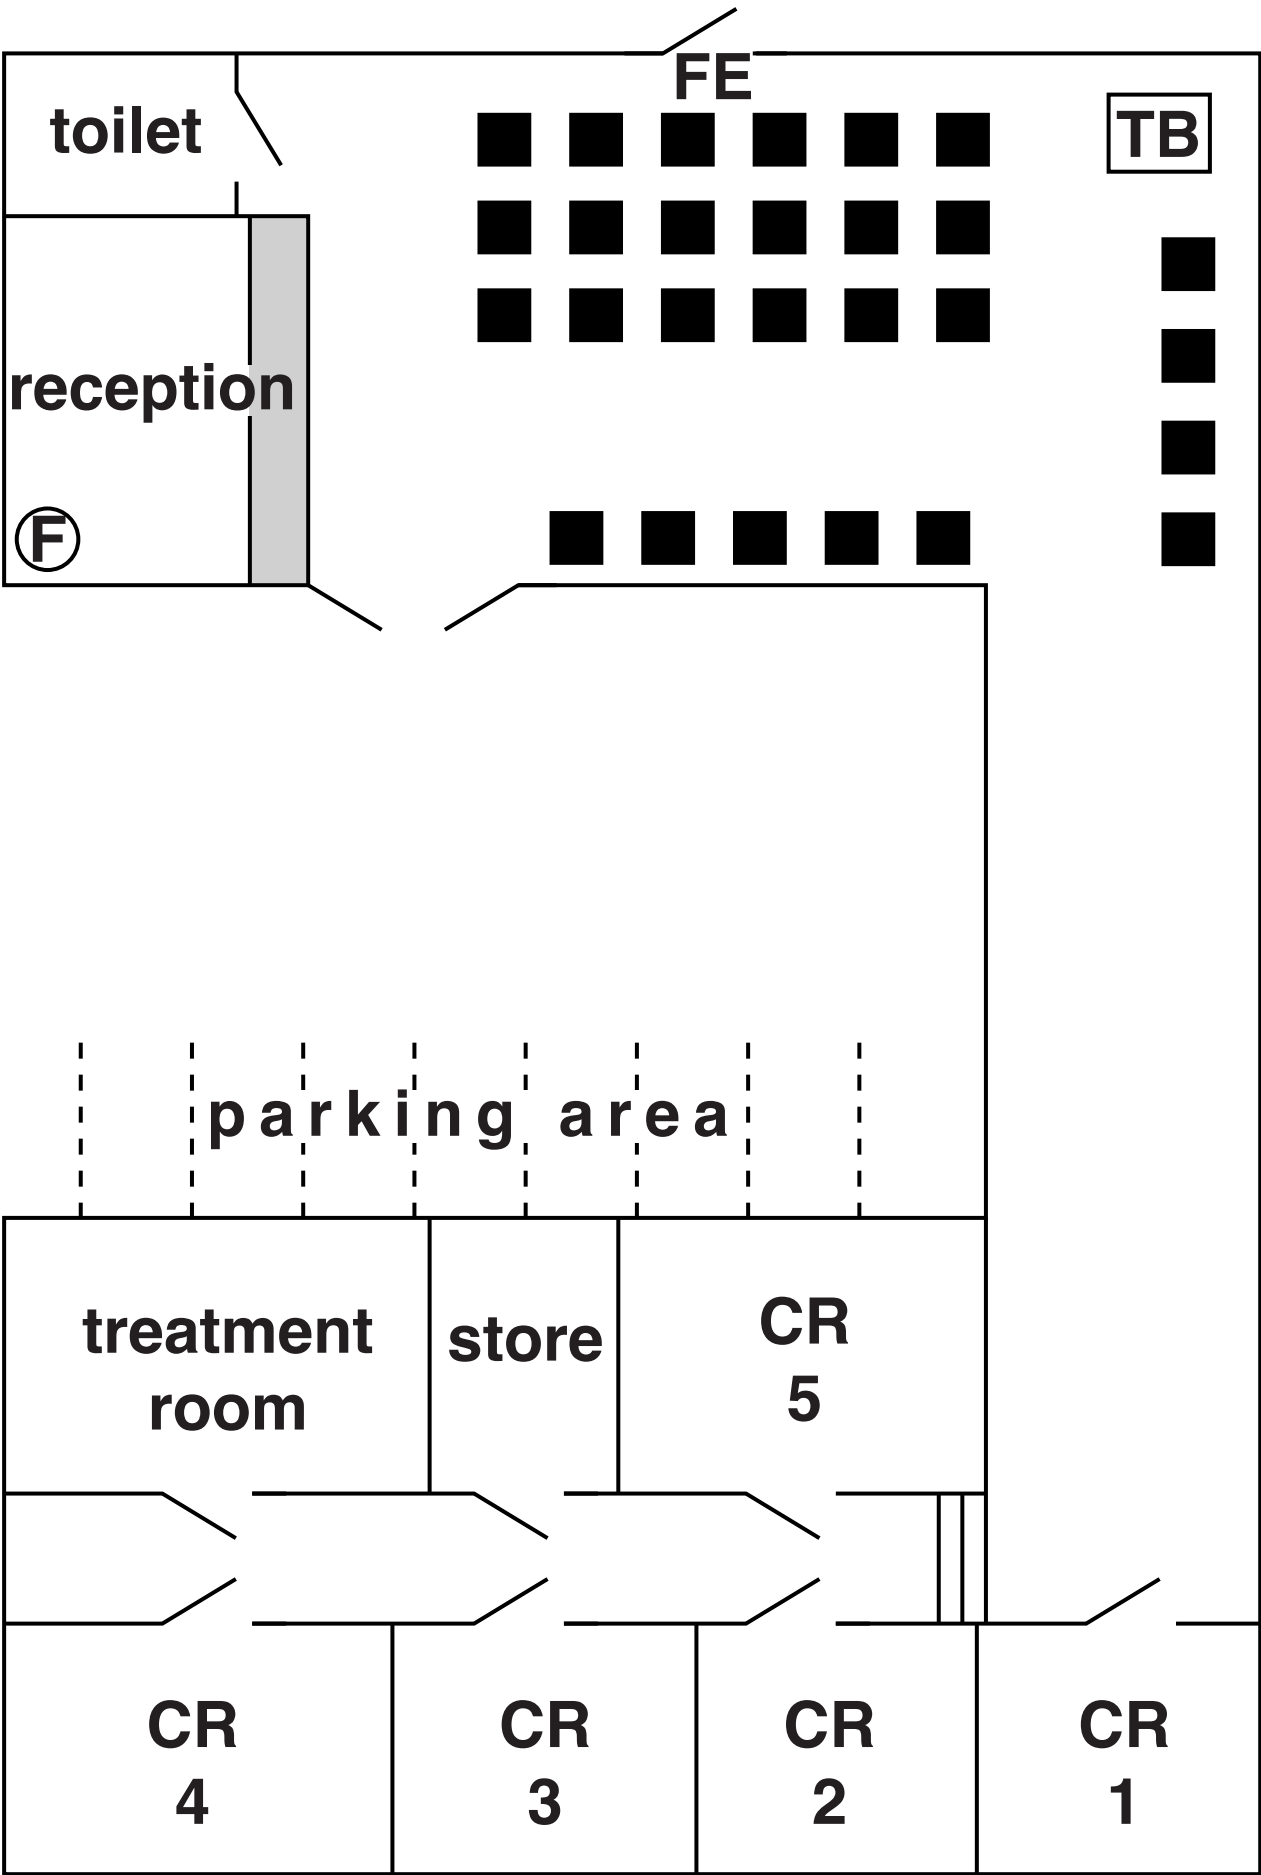 FE
toilet
TB
reception
F
parking area
treatment
room
store
CR
5
CR
4
CR
3
CR
2
CR
1